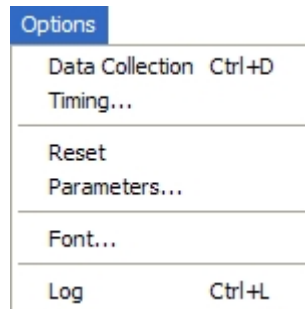 Options
Data Collection Ctrl+D
Timing...
Reset
Parameters...
Font...
Log Ctrl+L